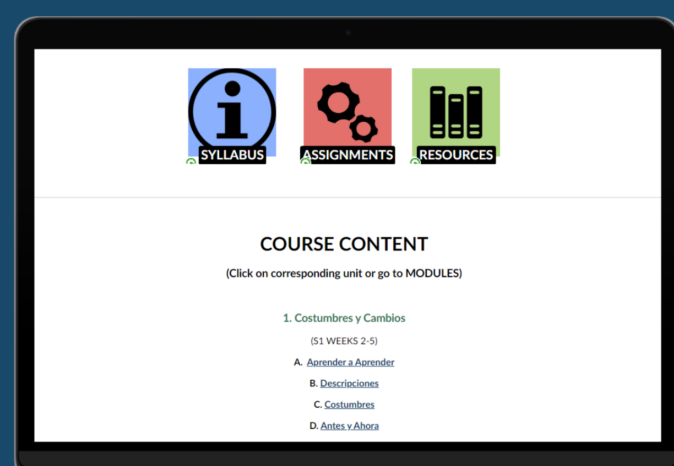 SYLLABUS ASSIGNMENTS RESOURCES
COURSE CONTENT
(Click on corresponding unit or go to MODULES)
1. Costumbres y Cambios
(S1 WEEKS 2-5)
A. Aprender a Aprender
B. Descripciones
C. Costumbres
D. Antes y Ahora